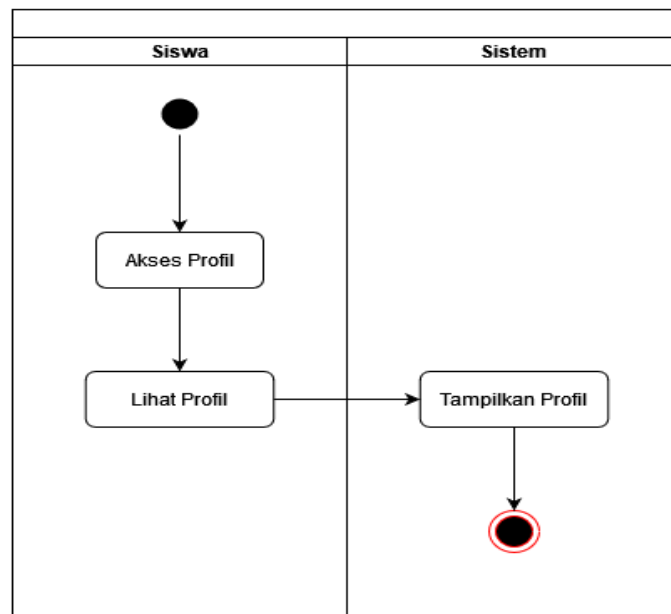 Siswa
Sistem
Akses Profil
Lihat Profil
Tampilkan Profil